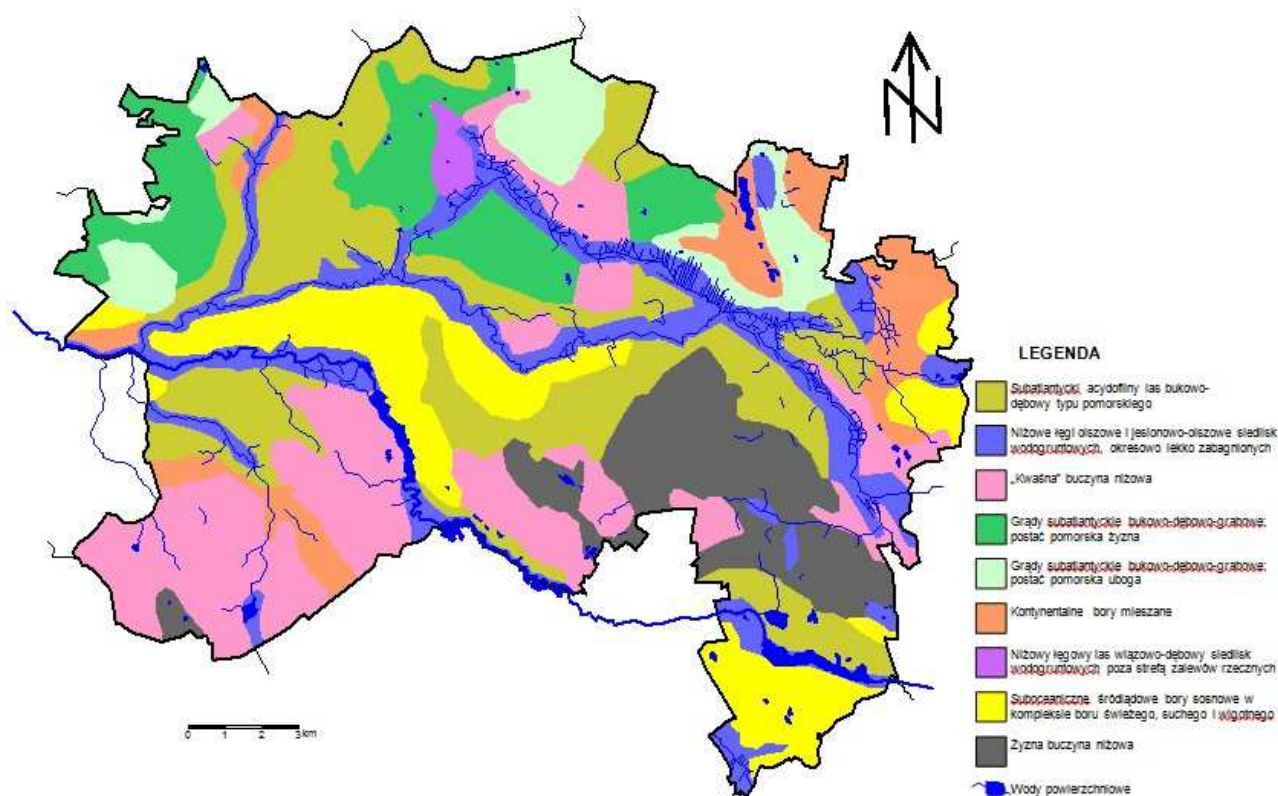 N
LEGENDA
Subatlantycki, acydofilny las bukowo-
dębowy typu pomorskiego
Niżowe łęgi olszowe i jesionowo-olszowe siedlisk
wodogruntowych, okresowo lekko zabagnionych
„Kwaśna" buczyna niżowa
Grądy subatlantyckie bukowo-dębowo-grabowe:
postać pomorska żyzna
Grądy subatlantyckie bukowo-dębowo-grabowe:
postać pomorska uboga
Kontynentalne bory mieszane
Niżowy łęgowy las wiązowo-dębowy siedlisk
wodogruntowych poza strefą zalewów rzecznych
Suboceaniczne śródlądowe bory sosnowe w
kompleksie boru świeżego, suchego i wilgotnego
Żyzna buczyna niżowa
Wody powierzchniowe
0 1 2 3 km